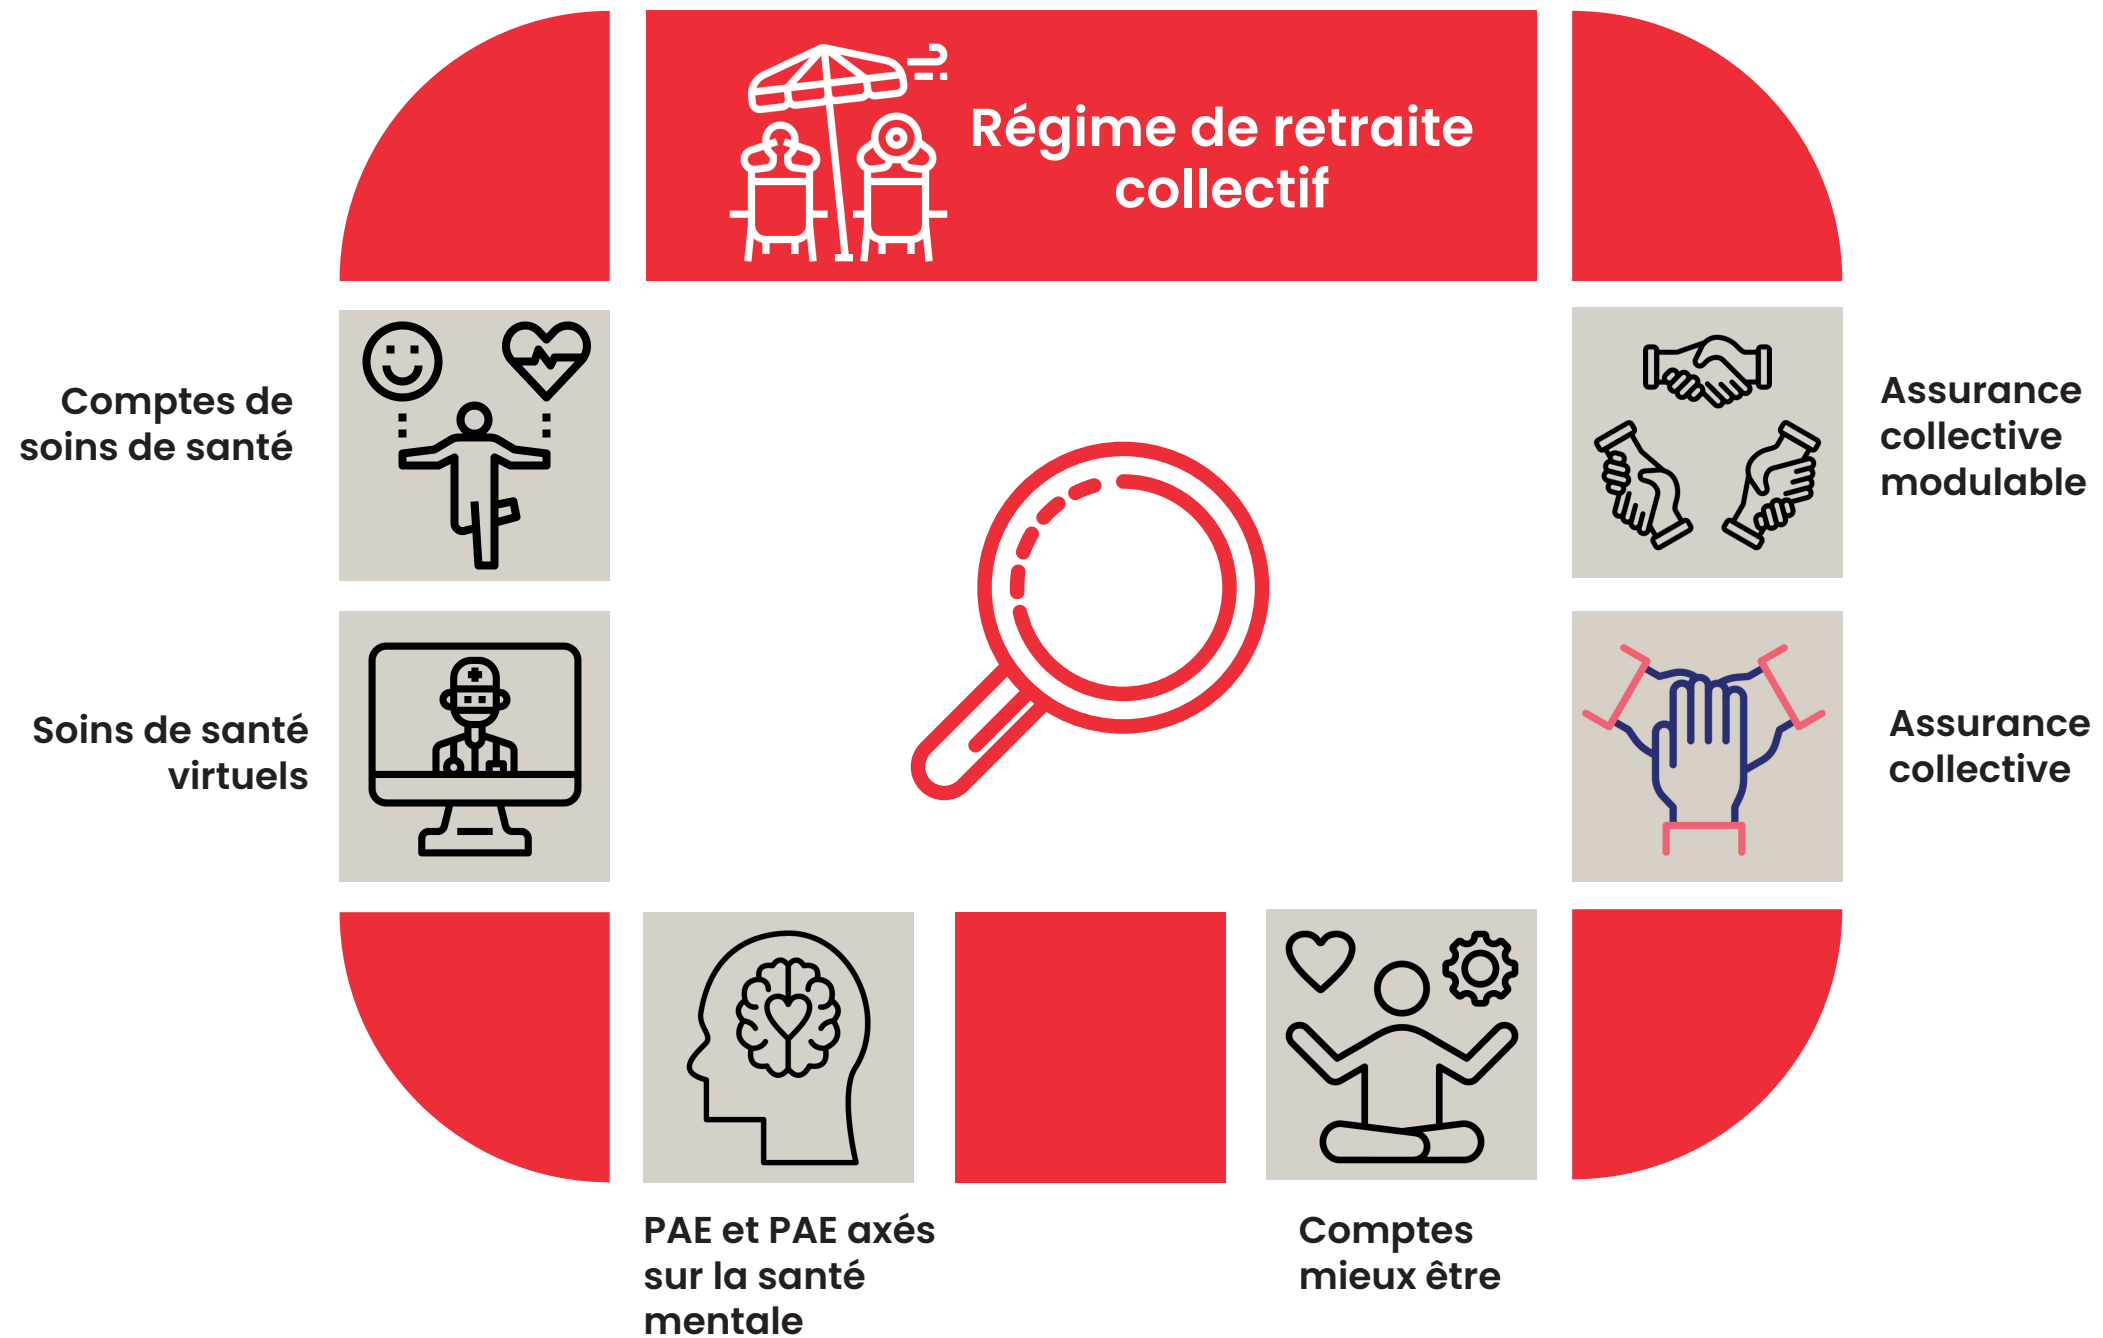 Régime de retraite
collectif
Comptes de
soins de santé
Assurance
collective
modulable
Soins de santé
virtuels
Assurance
collective
PAE et PAE axés
sur la santé
mentale
Comptes
mieux être